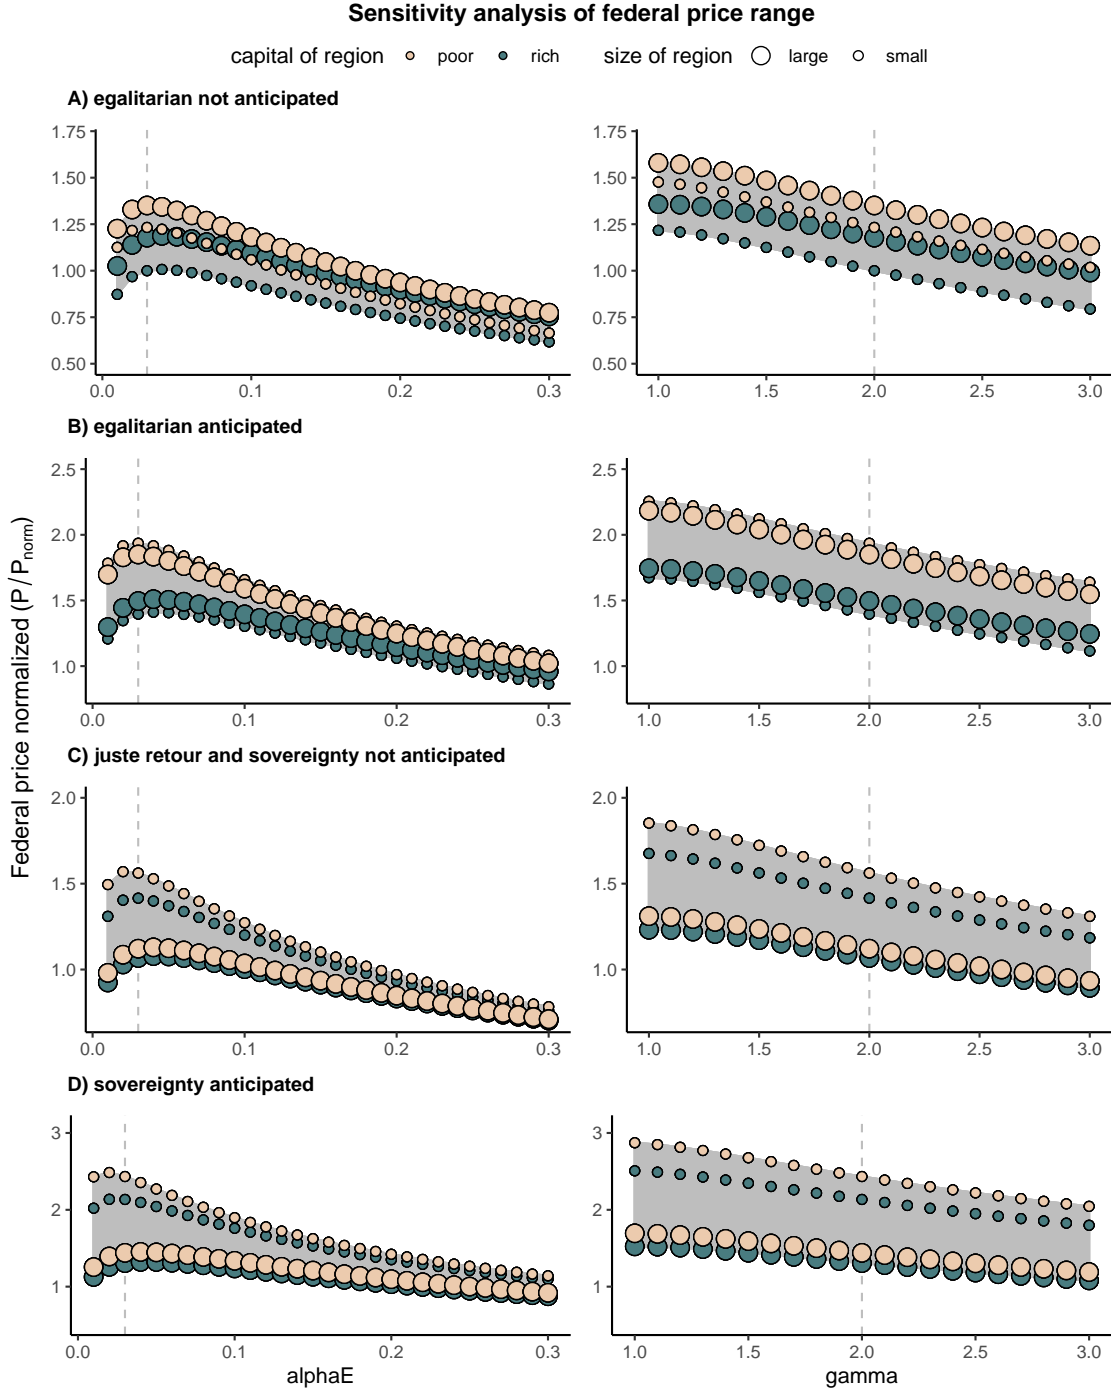 Sensitivity analysis of federal price range
capital of region poor rich size of region large small
A) egalitarian not anticipated
1.75
1.50
1.25
1.00
0.75
0.50
0.0 0.1 0.2 0.3
1.75
1.50
1.25
1.00
0.75
0.50
1.0 1.5 2.0 2.5 3.0
B) egalitarian anticipated
2.5
2.0
1.5
1.0
0.0 0.1 0.2 0.3
2.5
2.0
1.5
1.0
1.0 1.5 2.0 2.5 3.0
Federal price normalized (P / Pnorm)
C) juste retour and sovereignty not anticipated
2.0
1.5
1.0
0.0 0.1 0.2 0.3
2.0
1.5
1.0
1.0 1.5 2.0 2.5 3.0
D) sovereignty anticipated
3
2
1
0.0 0.1 0.2 0.3
3
2
1
1.0 1.5 2.0 2.5 3.0
alphaE gamma